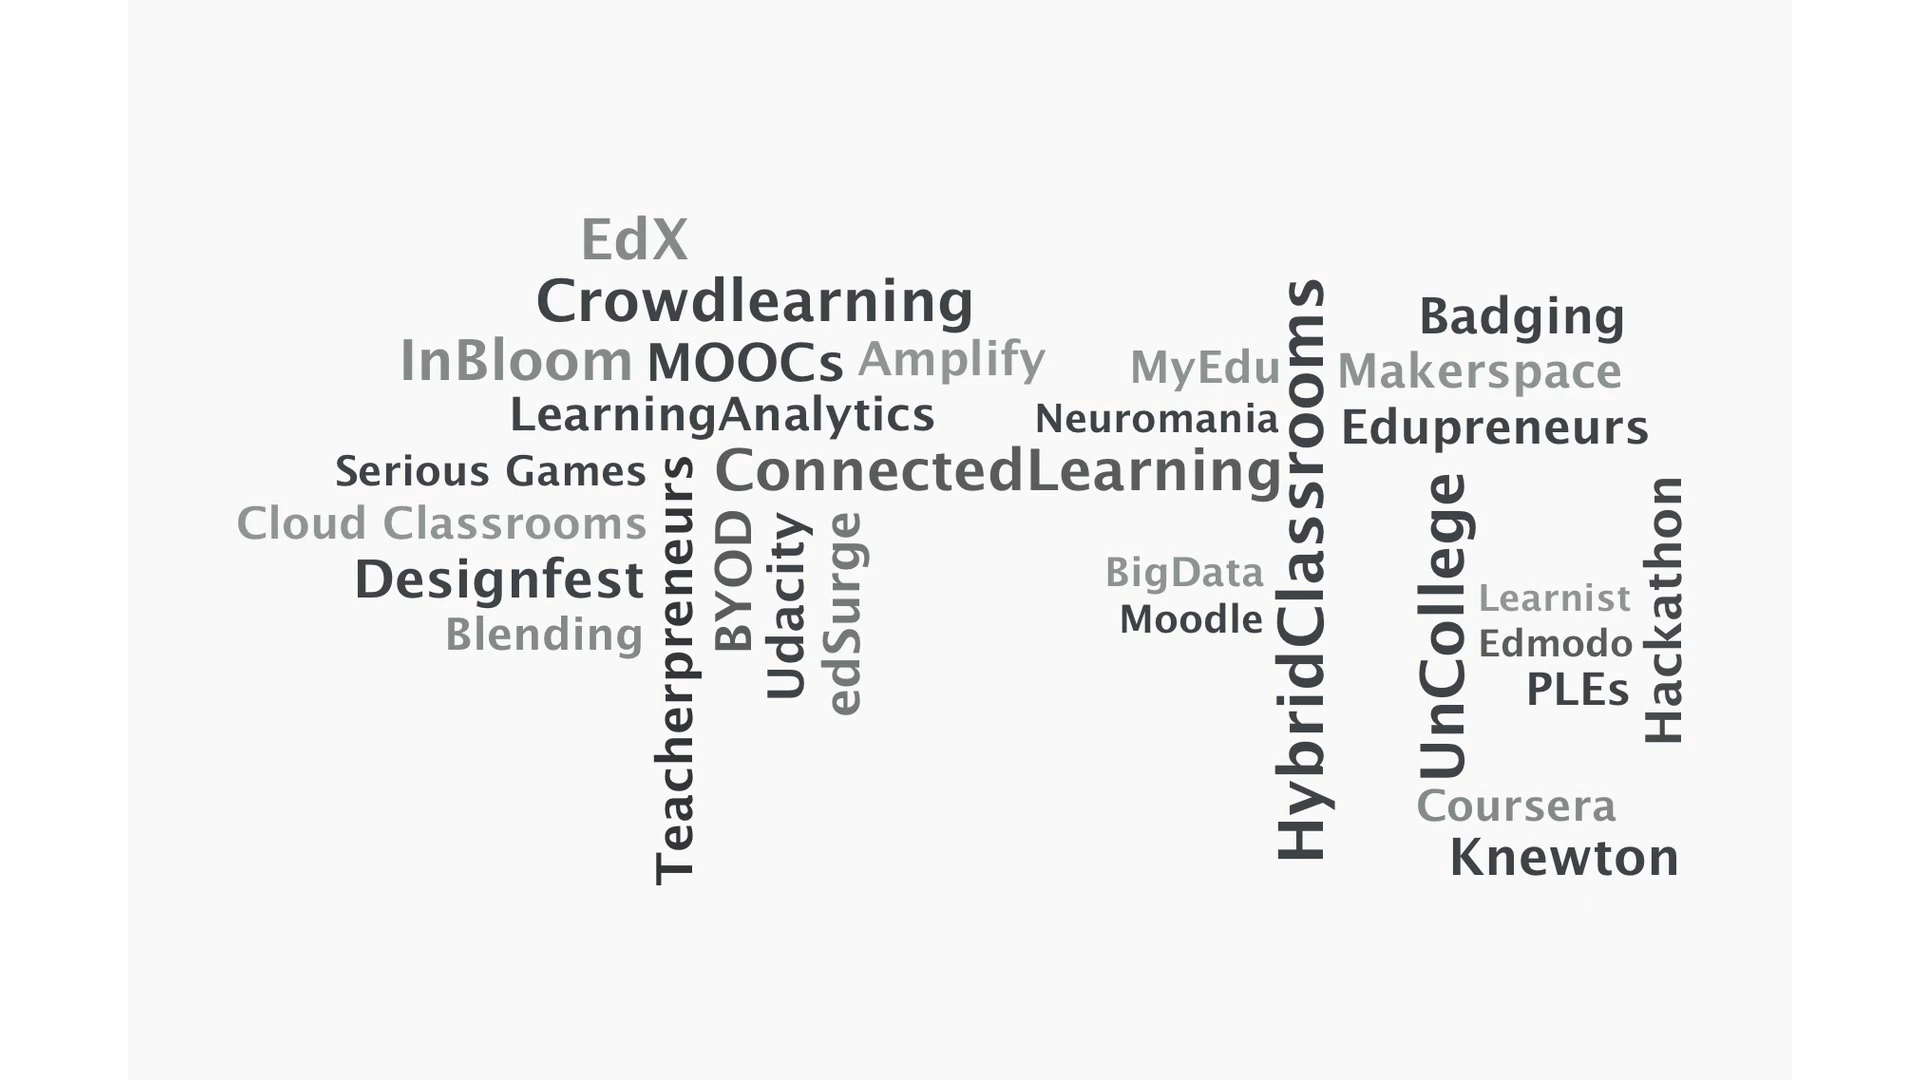 EdX
Crowdlearning
InBloom
MOOCs
Amplify
LearningAnalytics
Serious Games
Cloud Classrooms
Designfest
Blending
Teacherpreneurs
ConnectedLearning
BYOD
Udacity
edSurge
MyEdu
Neuromania
BigData
Moodle
HybridClassrooms
Badging
Makerspace
Edupreneurs
UnCollege
Learnist
Edmodo
PLEs
Hackathon
Coursera
Knewton